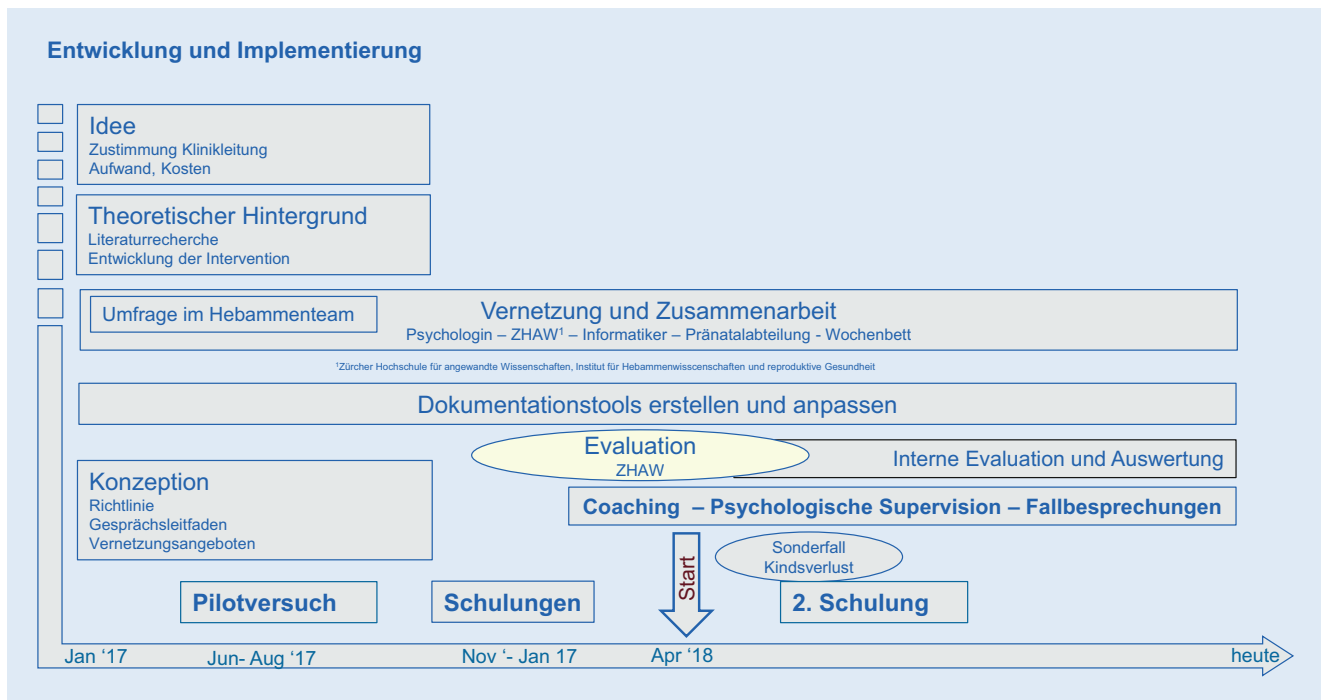 Entwicklung und Implementierung
Idee
Zustimmung Klinikleitung
Aufwand, Kosten
Theoretischer Hintergrund
Literaturrecherche
Entwicklung der Intervention
Umfrage im Hebammenteam
Vernetzung und Zusammenarbeit
Psychologin – ZHAW¹ – Informatiker – Pränatalabteilung - Wochenbett
¹Zürcher Hochschule für angewandte Wissenschaften, Institut für Hebammenwisscenschaften und reproduktive Gesundheit
Dokumentationstools erstellen und anpassen
Evaluation
ZHAW
Interne Evaluation und Auswertung
Konzeption
Richtlinie
Gesprächsleitfaden
Vernetzungsangeboten
Coaching – Psychologische Supervision – Fallbesprechungen
Start
Sonderfall
Kindsverlust
Pilotversuch
Schulungen
2. Schulung
Jan ‘17
Jun- Aug ‘17
Nov ‘- Jan 17
Apr ‘18
heute